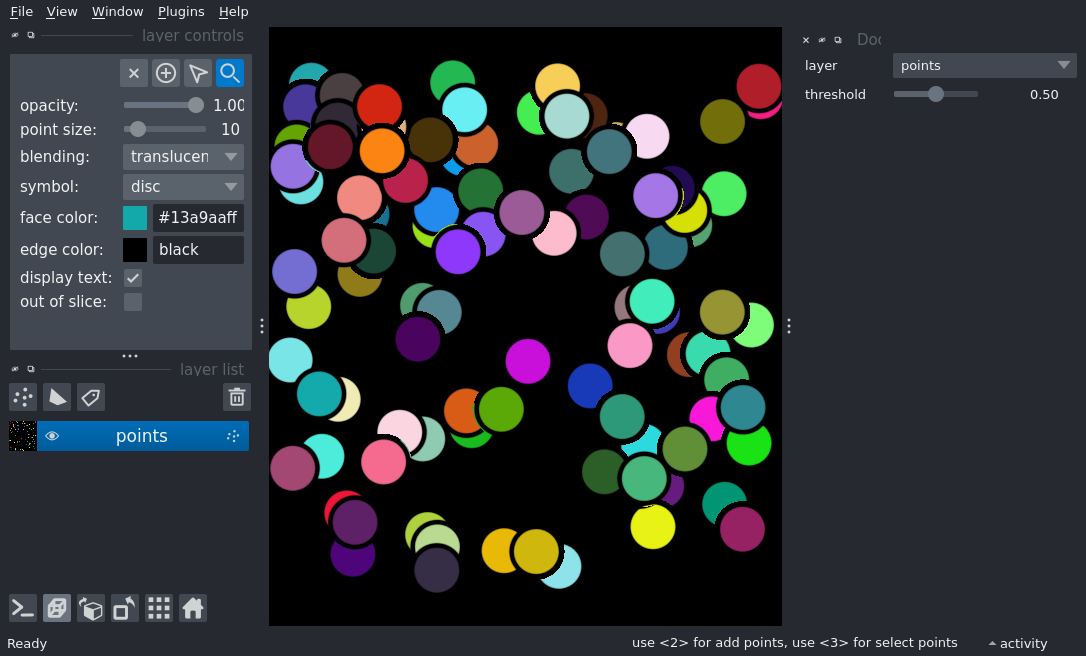 File View Window Plugins Help
layer controls
opacity: 1.00
point size: 10
blending: translucen
symbol: disc
face color: #13a9aaff
edge color: black
display text:
out of slice:
layer list
points
Doc
layer points
threshold 0.50
Ready
use <2> for add points, use <3> for select points
activity